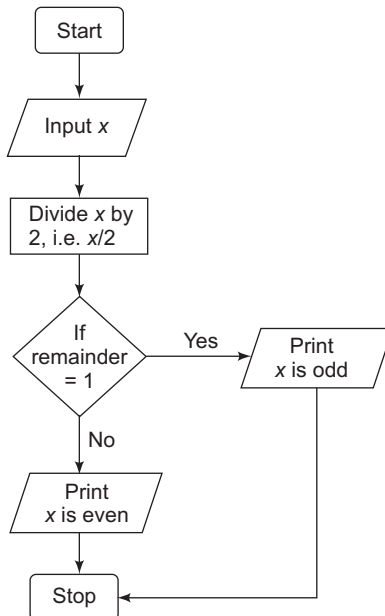 Start
Input x
Divide x by
2, i.e. x/2
If
remainder
= 1
Yes
Print
x is odd
No
Print
x is even
Stop